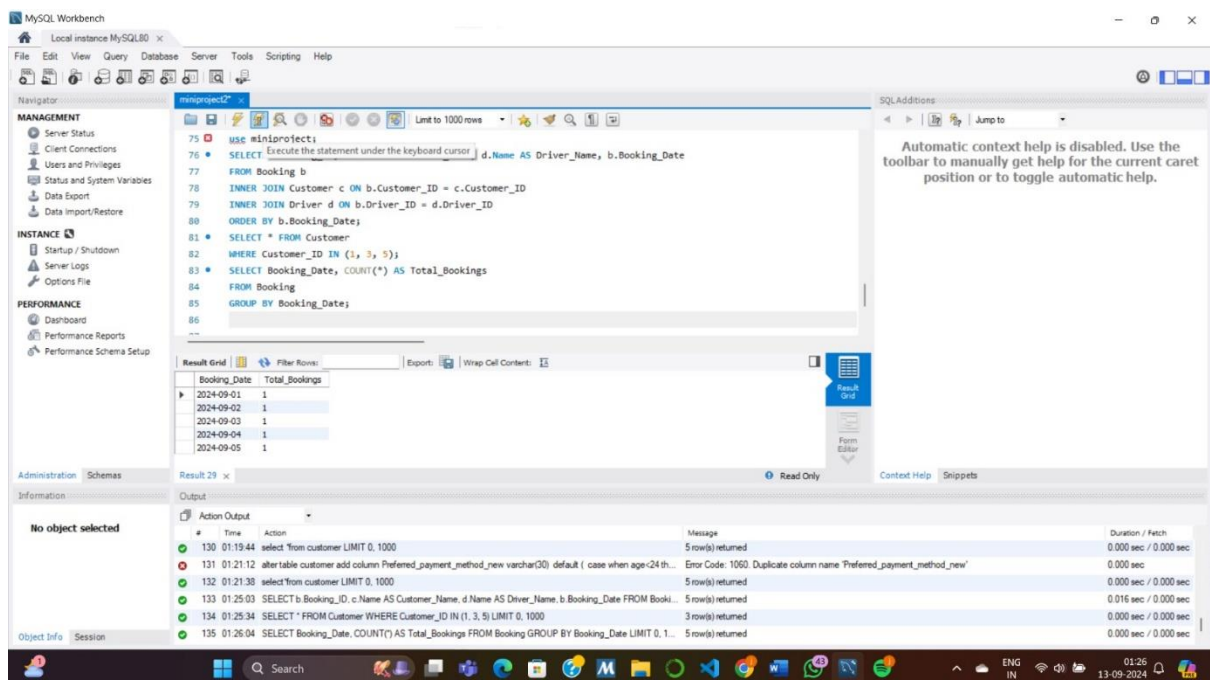 MySQL Workbench
Local instance MySQL80
File Edit View Query Database Server Tools Scripting Help
Navigator
MANAGEMENT
Server Status
Client Connections
Users and Privileges
Status and System Variables
Data Export
Data Import/Restore
INSTANCE
Startup / Shutdown
Server Logs
Options File
PERFORMANCE
Dashboard
Performance Reports
Performance Schema Setup
Administration Schemas
Information
No object selected
Object Info Session
miniproject2*
Limit to 1000 rows
75 use miniproject;
Execute the statement under the keyboard cursor
76 SELECT d.Name AS Driver_Name, b.Booking_Date
77 FROM Booking b
78 INNER JOIN Customer c ON b.Customer_ID = c.Customer_ID
79 INNER JOIN Driver d ON b.Driver_ID = d.Driver_ID
80 ORDER BY b.Booking_Date;
81 SELECT * FROM Customer
82 WHERE Customer_ID IN (1, 3, 5);
83 SELECT Booking_Date, COUNT(*) AS Total_Bookings
84 FROM Booking
85 GROUP BY Booking_Date;
86
Result Grid Filter Rows: Export: Wrap Cell Content:
Booking_Date Total_Bookings
2024-09-01 1
2024-09-02 1
2024-09-03 1
2024-09-04 1
2024-09-05 1
Result Grid
Form Editor
Result 29 Read Only
SQLAdditions
Jump to
Automatic context help is disabled. Use the
toolbar to manually get help for the current caret
position or to toggle automatic help.
Context Help Snippets
Output
Action Output
# Time Action Message Duration / Fetch
130 01:19:44 select *from customer LIMIT 0, 1000 5 row(s) returned 0.000 sec / 0.000 sec
131 01:21:12 alter table customer add column Preferred_payment_method_new varchar(30) default ( case when age<24 th... Error Code: 1060. Duplicate column name 'Preferred_payment_method_new' 0.000 sec
132 01:21:38 select *from customer LIMIT 0, 1000 5 row(s) returned 0.000 sec / 0.000 sec
133 01:25:03 SELECT b.Booking_ID, c.Name AS Customer_Name, d.Name AS Driver_Name, b.Booking_Date FROM Booki... 5 row(s) returned 0.016 sec / 0.000 sec
134 01:25:34 SELECT * FROM Customer WHERE Customer_ID IN (1, 3, 5) LIMIT 0, 1000 3 row(s) returned 0.000 sec / 0.000 sec
135 01:26:04 SELECT Booking_Date, COUNT(*) AS Total_Bookings FROM Booking GROUP BY Booking_Date LIMIT 0, 1... 5 row(s) returned 0.000 sec / 0.000 sec
Search
43
ENG
IN
01:26
13-09-2024